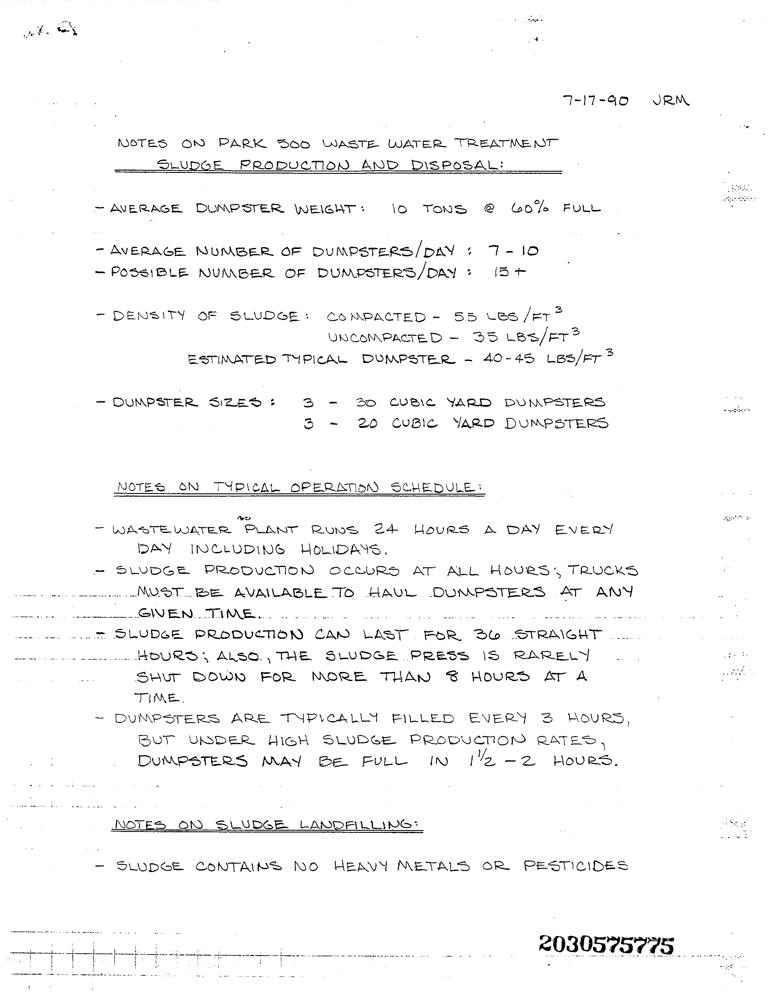 7-17-90 JRM
NOTES ON PARK 500 WASTE WATER TREATMENT
SLUDGE PRODUCTION AND DISPOSAL:
- AVERAGE DUMPSTER WEIGHT: 10 TONS @ 60% FULL
- AVERAGE NUMBER OF DUMPSTERS/DAY: 7 - 10
- POSSIBLE NUMBER OF DUMPSTERS/DAY: 15+
- DENSITY OF SLUDGE: COMPACTED - 55 LBS/FT³
UNCOMPACTED - 35 LBS/FT³
ESTIMATED TYPICAL DUMPSTER - 40-45 LBS/FT³
- DUMPSTER SIZES: 3 - 30 CUBIC YARD DUMPSTERS
3 - 20 CUBIC YARD DUMPSTERS
NOTES ON TYPICAL OPERATION SCHEDULE:
- WASTEWATER PLANT RUNS 24 HOURS A DAY EVERY
DAY INCLUDING HOLIDAYS.
- SLUDGE PRODUCTION OCCURS AT ALL HOURS; TRUCKS
MUST BE AVAILABLE TO HAUL DUMPSTERS AT ANY
GIVEN TIME.
- SLUDGE PRODUCTION CAN LAST FOR 36 STRAIGHT
HOURS; ALSO, THE SLUDGE PRESS IS RARELY
SHUT DOWN FOR MORE THAN 8 HOURS AT A
TIME.
- DUMPSTERS ARE TYPICALLY FILLED EVERY 3 HOURS,
BUT UNDER HIGH SLUDGE PRODUCTION RATES,
DUMPSTERS MAY BE FULL IN 1 1/2 - 2 HOURS.
NOTES ON SLUDGE LANDFILLING:
- SLUDGE CONTAINS NO HEAVY METALS OR PESTICIDES
2030575775